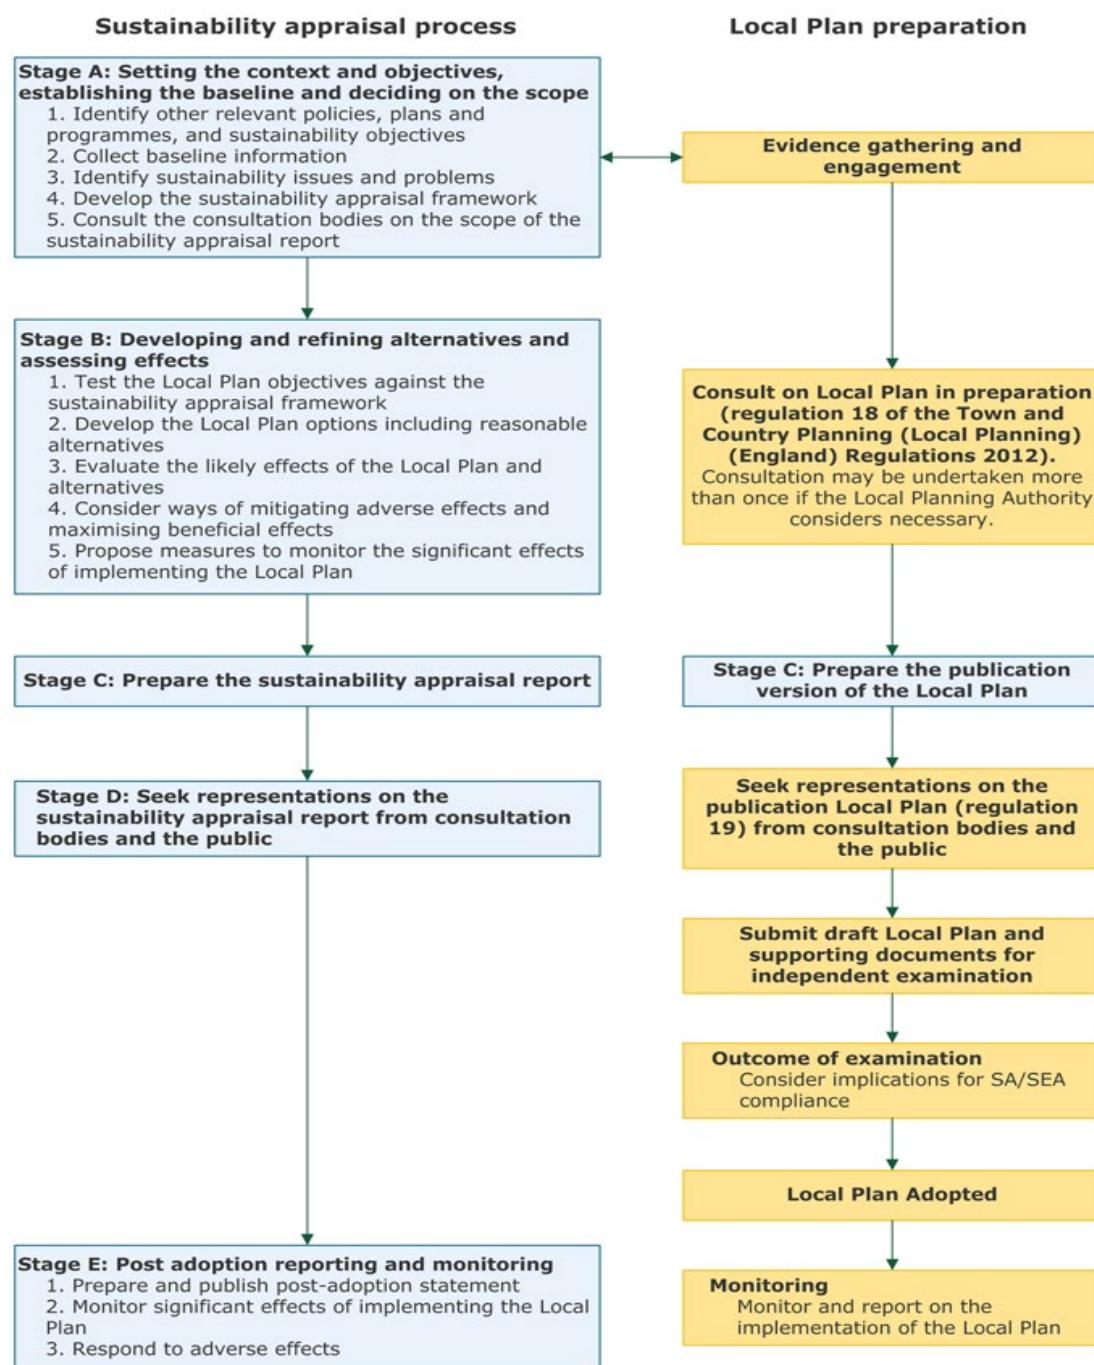 Sustainability appraisal process
Stage A: Setting the context and objectives,
establishing the baseline and deciding on the scope
1. Identify other relevant policies, plans and
programmes, and sustainability objectives
2. Collect baseline information
3. Identify sustainability issues and problems
4. Develop the sustainability appraisal framework
5. Consult the consultation bodies on the scope of the
sustainability appraisal report
Stage B: Developing and refining alternatives and
assessing effects
1. Test the Local Plan objectives against the
sustainability appraisal framework
2. Develop the Local Plan options including reasonable
alternatives
3. Evaluate the likely effects of the Local Plan and
alternatives
4. Consider ways of mitigating adverse effects and
maximising beneficial effects
5. Propose measures to monitor the significant effects
of implementing the Local Plan
Stage C: Prepare the sustainability appraisal report
Stage D: Seek representations on the
sustainability appraisal report from consultation
bodies and the public
Stage E: Post adoption reporting and monitoring
1. Prepare and publish post-adoption statement
2. Monitor significant effects of implementing the Local
Plan
3. Respond to adverse effects
Local Plan preparation
Evidence gathering and
engagement
Consult on Local Plan in preparation
(regulation 18 of the Town and
Country Planning (Local Planning)
(England) Regulations 2012).
Consultation may be undertaken more
than once if the Local Planning Authority
considers necessary.
Stage C: Prepare the publication
version of the Local Plan
Seek representations on the
publication Local Plan (regulation
19) from consultation bodies and
the public
Submit draft Local Plan and
supporting documents for
independent examination
Outcome of examination
Consider implications for SA/SEA
compliance
Local Plan Adopted
Monitoring
Monitor and report on the
implementation of the Local Plan